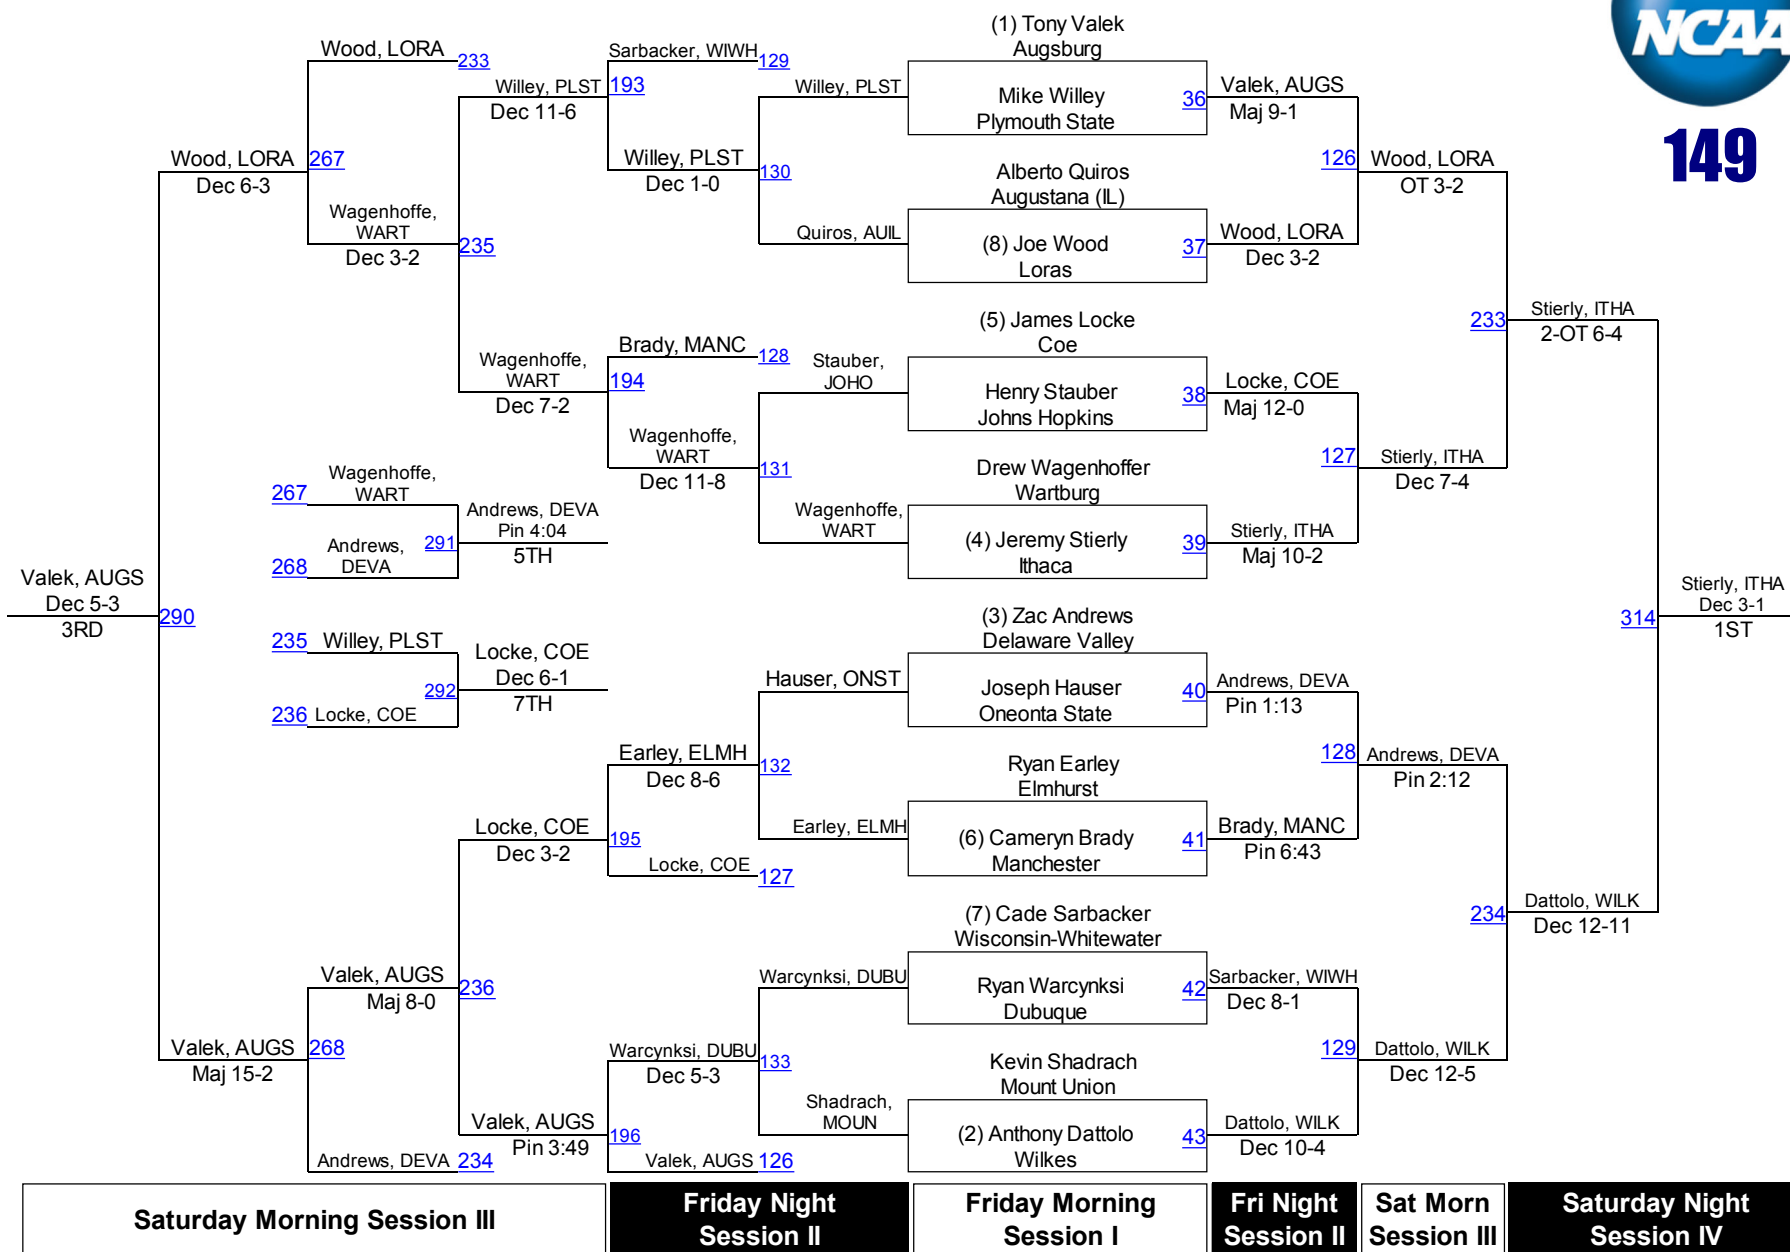 NCAA
149
(1) Tony Valek
Augsburg
Mike Willey
Plymouth State
Alberto Quiros
Augustana (IL)
(8) Joe Wood
Loras
(5) James Locke
Coe
Henry Stauber
Johns Hopkins
Drew Wagenhoffer
Wartburg
(4) Jeremy Stierly
Ithaca
(3) Zac Andrews
Delaware Valley
Joseph Hauser
Oneonta State
Ryan Earley
Elmhurst
(6) Cameryn Brady
Manchester
(7) Cade Sarbacker
Wisconsin-Whitewater
Ryan Warcynksi
Dubuque
Kevin Shadrach
Mount Union
(2) Anthony Dattolo
Wilkes
36
Valek, AUGS
Maj 9-1
37
Wood, LORA
Dec 3-2
38
Locke, COE
Maj 12-0
39
Stierly, ITHA
Maj 10-2
40
Andrews, DEVA
Pin 1:13
41
Brady, MANC
Pin 6:43
42
Sarbacker, WIWH
Dec 8-1
43
Dattolo, WILK
Dec 10-4
126
Wood, LORA
OT 3-2
127
Stierly, ITHA
Dec 7-4
128
Andrews, DEVA
Pin 2:12
129
Dattolo, WILK
Dec 12-5
233
Stierly, ITHA
2-OT 6-4
234
Dattolo, WILK
Dec 12-11
314
Stierly, ITHA
Dec 3-1
1ST
Willey, PLST
Quiros, AUIL
Stauber,
JOHO
Wagenhoffe,
WART
Hauser, ONST
Earley, ELMH
Warcynksi, DUBU
Shadrach,
MOUN
Sarbacker, WIWH
129
Willey, PLST
Dec 1-0
130
Brady, MANC
128
Wagenhoffe,
WART
Dec 11-8
131
Earley, ELMH
Dec 8-6
132
Locke, COE
127
Warcynksi, DUBU
Dec 5-3
133
Valek, AUGS
126
Willey, PLST
Dec 11-6
193
Wagenhoffe,
WART
Dec 7-2
194
Locke, COE
Dec 3-2
195
Valek, AUGS
Pin 3:49
196
Wood, LORA
233
Wagenhoffe,
WART
Dec 3-2
235
Valek, AUGS
Maj 8-0
236
Andrews, DEVA
234
Wood, LORA
Dec 6-3
267
Valek, AUGS
Maj 15-2
268
Valek, AUGS
Dec 5-3
3RD
290
267
Wagenhoffe,
WART
268
Andrews,
DEVA
291
Andrews, DEVA
Pin 4:04
5TH
235
Willey, PLST
236
Locke, COE
292
Locke, COE
Dec 6-1
7TH
Saturday Morning Session III
Friday Night
Session II
Friday Morning
Session I
Fri Night
Session II
Sat Morn
Session III
Saturday Night
Session IV